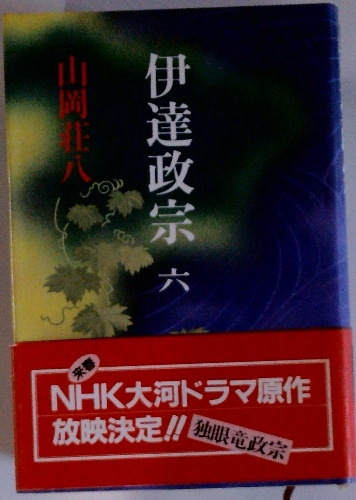 伊達政宗 六
山岡荘八
来春
NHK大河ドラマ原作
放映決定!! 独眼竜政宗